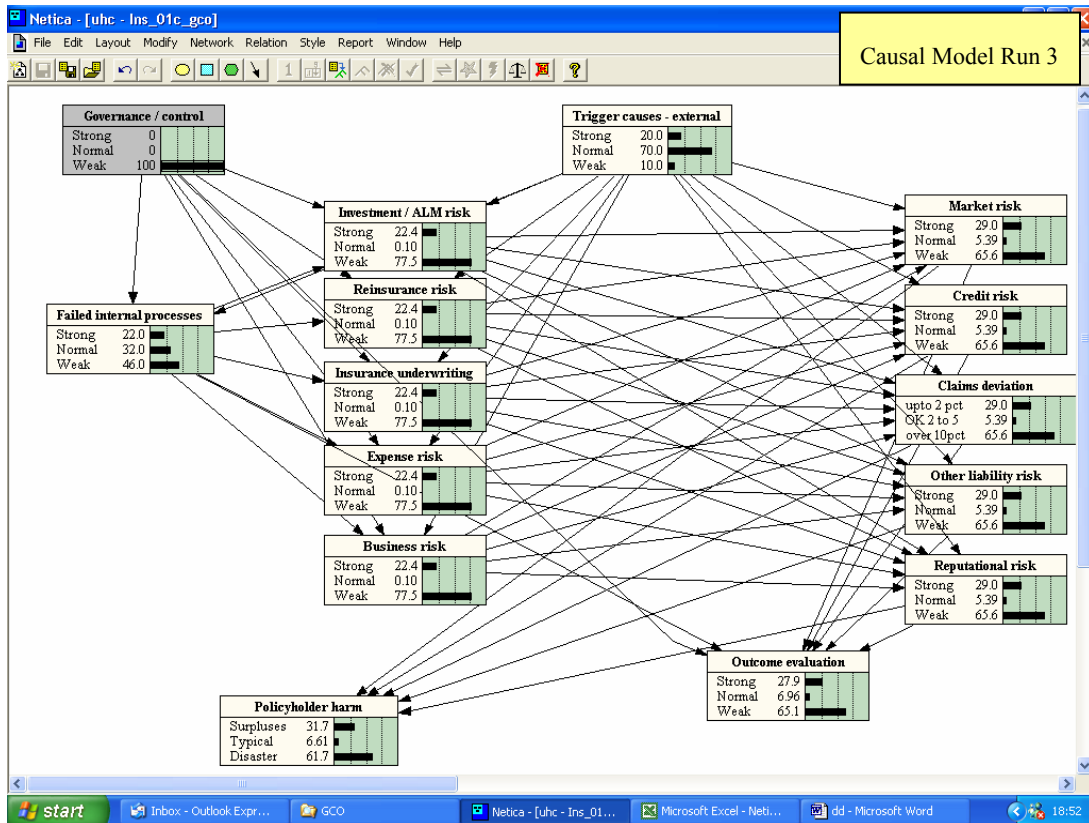 Netica - [uhc - Ins_01c_gco]
Causal Model Run 3
File Edit Layout Modify Network Relation Style Report Window Help
Governance / control
Strong 0
Normal 0
Weak 100
Trigger causes - external
Strong 20.0
Normal 70.0
Weak 10.0
Investment / ALM risk
Strong 22.4
Normal 0.10
Weak 77.5
Market risk
Strong 29.0
Normal 5.39
Weak 65.6
Reinsurance risk
Strong 22.4
Normal 0.10
Weak 77.5
Failed internal processes
Strong 22.0
Normal 32.0
Weak 46.0
Credit risk
Strong 29.0
Normal 5.39
Weak 65.6
Insurance underwriting
Strong 22.4
Normal 0.10
Weak 77.5
Claims deviation
upto 2 pct 29.0
OK 2 to 5 5.39
over 10pct 65.6
Expense risk
Strong 22.4
Normal 0.10
Weak 77.5
Other liability risk
Strong 29.0
Normal 5.39
Weak 65.6
Business risk
Strong 22.4
Normal 0.10
Weak 77.5
Reputational risk
Strong 29.0
Normal 5.39
Weak 65.6
Outcome evaluation
Strong 27.9
Normal 6.96
Weak 65.1
Policyholder harm
Surpluses 31.7
Typical 6.61
Disaster 61.7
start Inbox - Outlook Expr... GCO Netica - [uhc - Ins_01... Microsoft Excel - Neti... dd - Microsoft Word 18:52